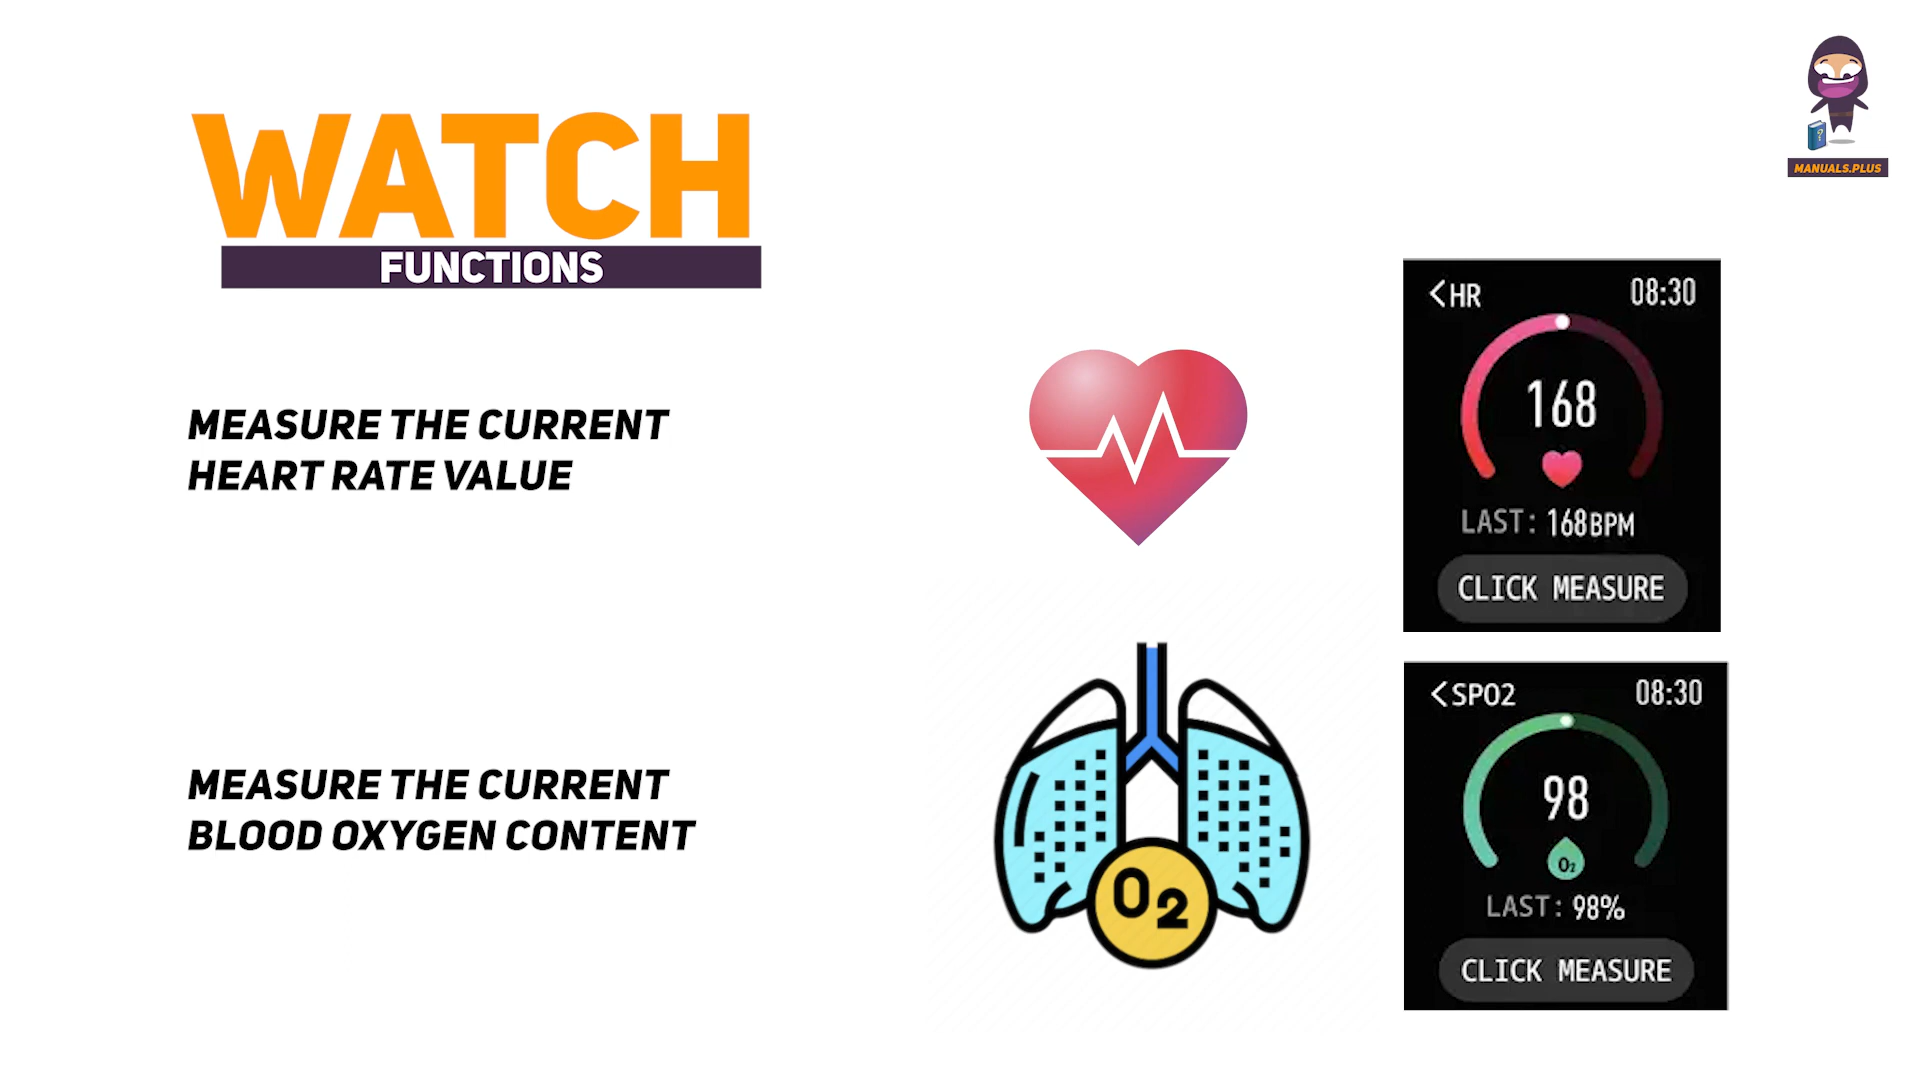 WATCH
FUNCTIONS
MANUALS.PLUS
MEASURE THE CURRENT
HEART RATE VALUE
<HR 08:30
168
LAST: 168BPM
CLICK MEASURE
MEASURE THE CURRENT
BLOOD OXYGEN CONTENT
O2
<SPO2 08:30
98
O2
LAST: 98%
CLICK MEASURE